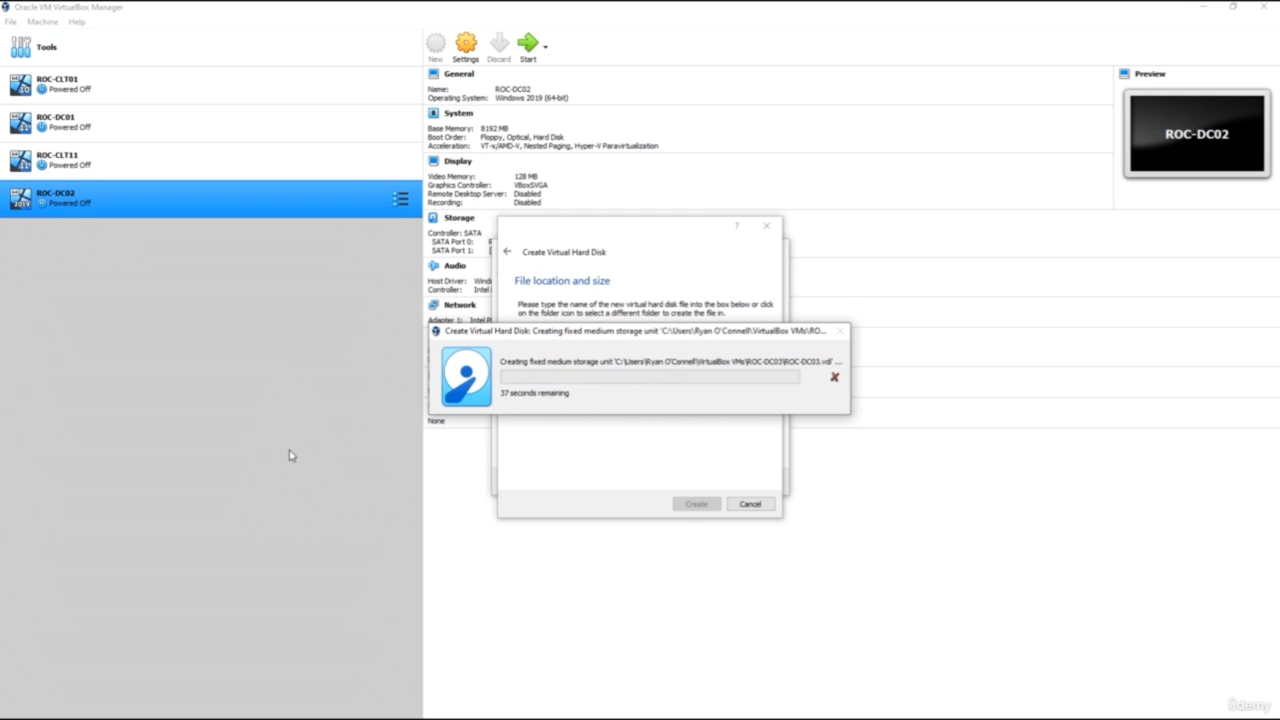 Oracle VM VirtualBox Manager
File Machine Help
Tools
ROC-CLT01
Powered Off
ROC-DC01
Powered Off
ROC-CLT11
Powered Off
ROC-DC02
Powered Off
New Settings Discard Start
General
Name: ROC-DC02
Operating System: Windows 2019 (64-bit)
System
Base Memory: 8192 MB
Boot Order: Floppy, Optical, Hard Disk
Acceleration: VT-x/AMD-V, Nested Paging, Hyper-V Paravirtualization
Display
Video Memory: 128 MB
Graphics Controller: VBoxSVGA
Remote Desktop Server: Disabled
Recording: Disabled
Storage
Controller: SATA
SATA Port 0:
SATA Port 1:
Audio
Host Driver: Wind
Controller: Intel
Network
Adapter 1: Intel P
None
Preview
ROC-DC02
Create Virtual Hard Disk
File location and size
Please type the name of the new virtual hard disk file into the box below or click
on the folder icon to select a different folder to create the file in.
Create Virtual Hard Disk: Creating fixed medium storage unit 'C:\Users\Ryan O'Connell\VirtualBox VMs\RO...
Creating fixed medium storage unit 'C:\Users\Ryan O'Connell\VirtualBox VMs\ROC-DC03\ROC-DC03.vdi' ...
37 seconds remaining
Create Cancel
ûdemy